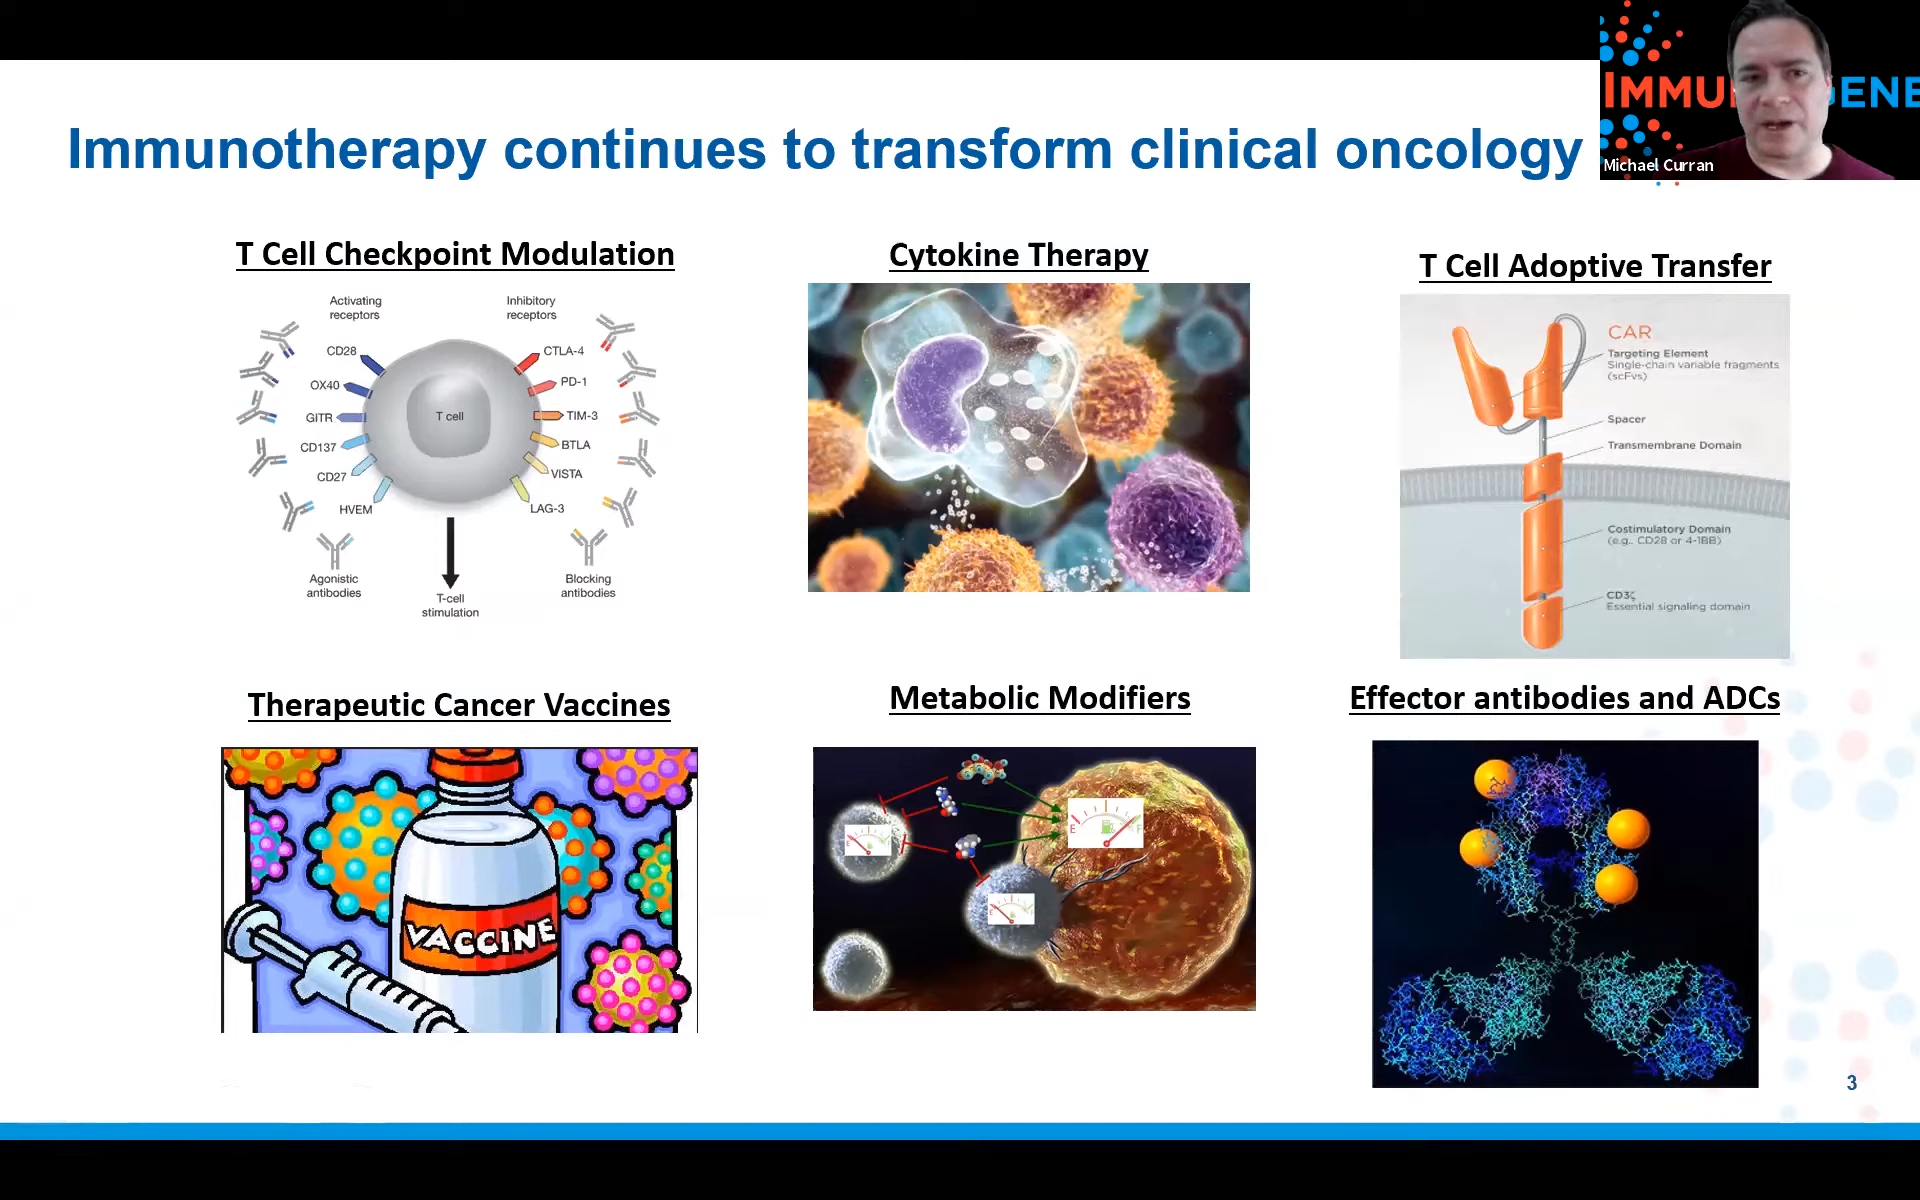 IMMU
GENE
Michael Curran
Immunotherapy continues to transform clinical oncology
T Cell Checkpoint Modulation
Activating
receptors
Inhibitory
receptors
CD28
OX40
GITR
CD137
CD27
HVEM
T cell
CTLA-4
PD-1
TIM-3
BTLA
VISTA
LAG-3
Agonistic
antibodies
T-cell
stimulation
Blocking
antibodies
Cytokine Therapy
T Cell Adoptive Transfer
CAR
Targeting Element
Single-chain variable fragments
(scFvs)
Spacer
Transmembrane Domain
Costimulatory Domain
(e.g., CD28 or 4-1BB)
CD3ζ
Essential signaling domain
Therapeutic Cancer Vaccines
VACCINE
Metabolic Modifiers
E
F
E
E
Effector antibodies and ADCs
3